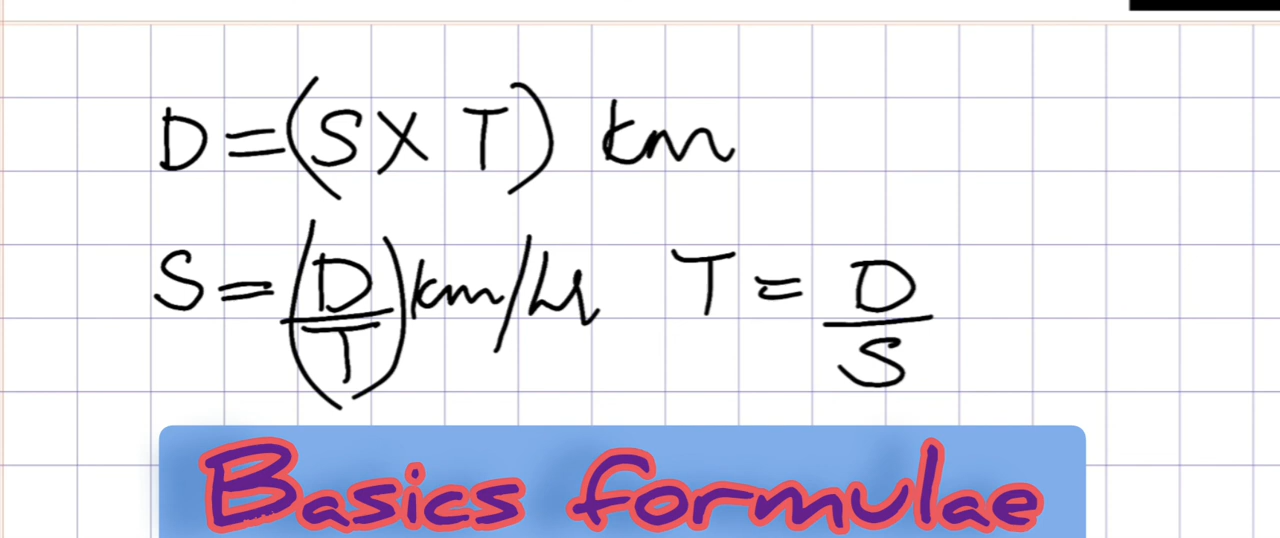 D = (S X T) km
S = (D/T) km/hr T = D/S
Basics formulae